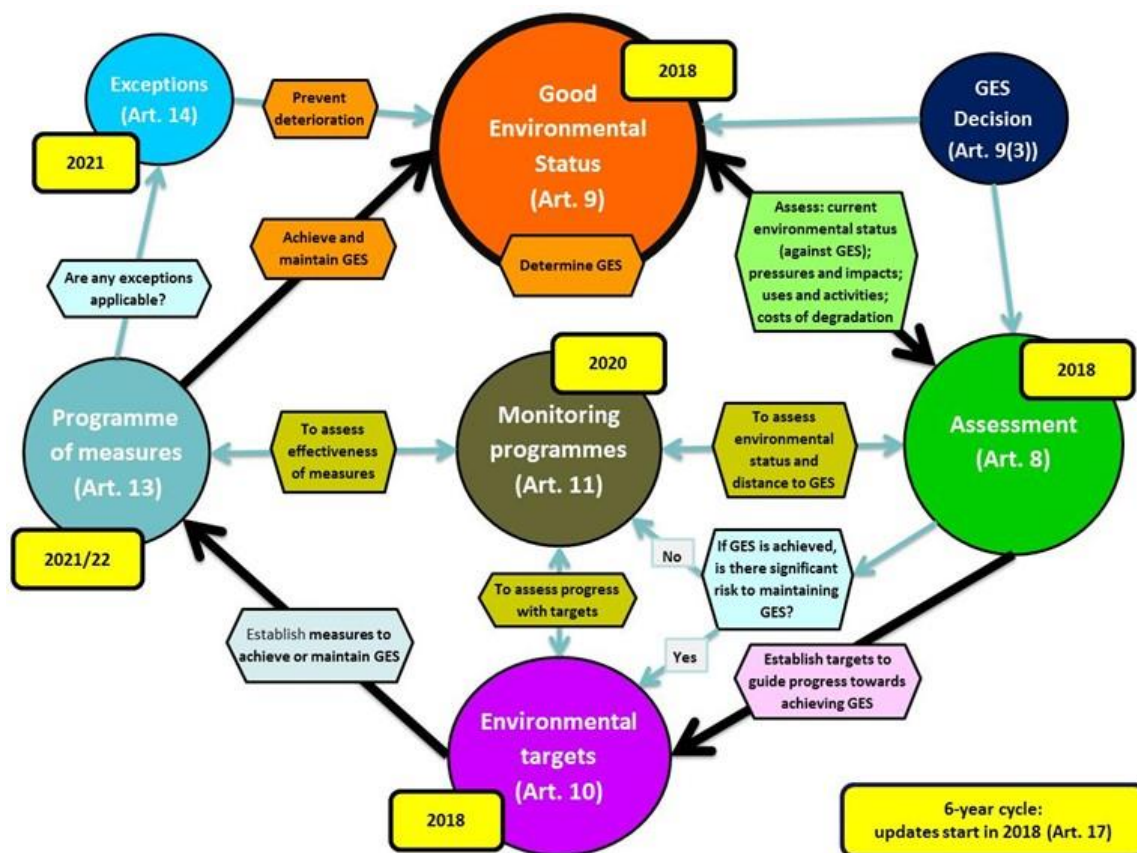 Exceptions
(Art. 14)
2021
Prevent
deterioration
Good
Environmental
Status
(Art. 9)
2018
Determine GES
GES
Decision
(Art. 9(3))
Achieve and
maintain GES
Are any exceptions
applicable?
Assess: current
environmental status
(against GES);
pressures and impacts;
uses and activities;
costs of degradation
Programme
of measures
(Art. 13)
2021/22
To assess
effectiveness
of measures
2020
Monitoring
programmes
(Art. 11)
To assess
environmental
status and
distance to GES
2018
Assessment
(Art. 8)
No
If GES is achieved,
is there significant
risk to maintaining
GES?
Yes
To assess progress
with targets
Establish measures to
achieve or maintain GES
Establish targets to
guide progress towards
achieving GES
Environmental
targets
(Art. 10)
2018
6-year cycle:
updates start in 2018 (Art. 17)